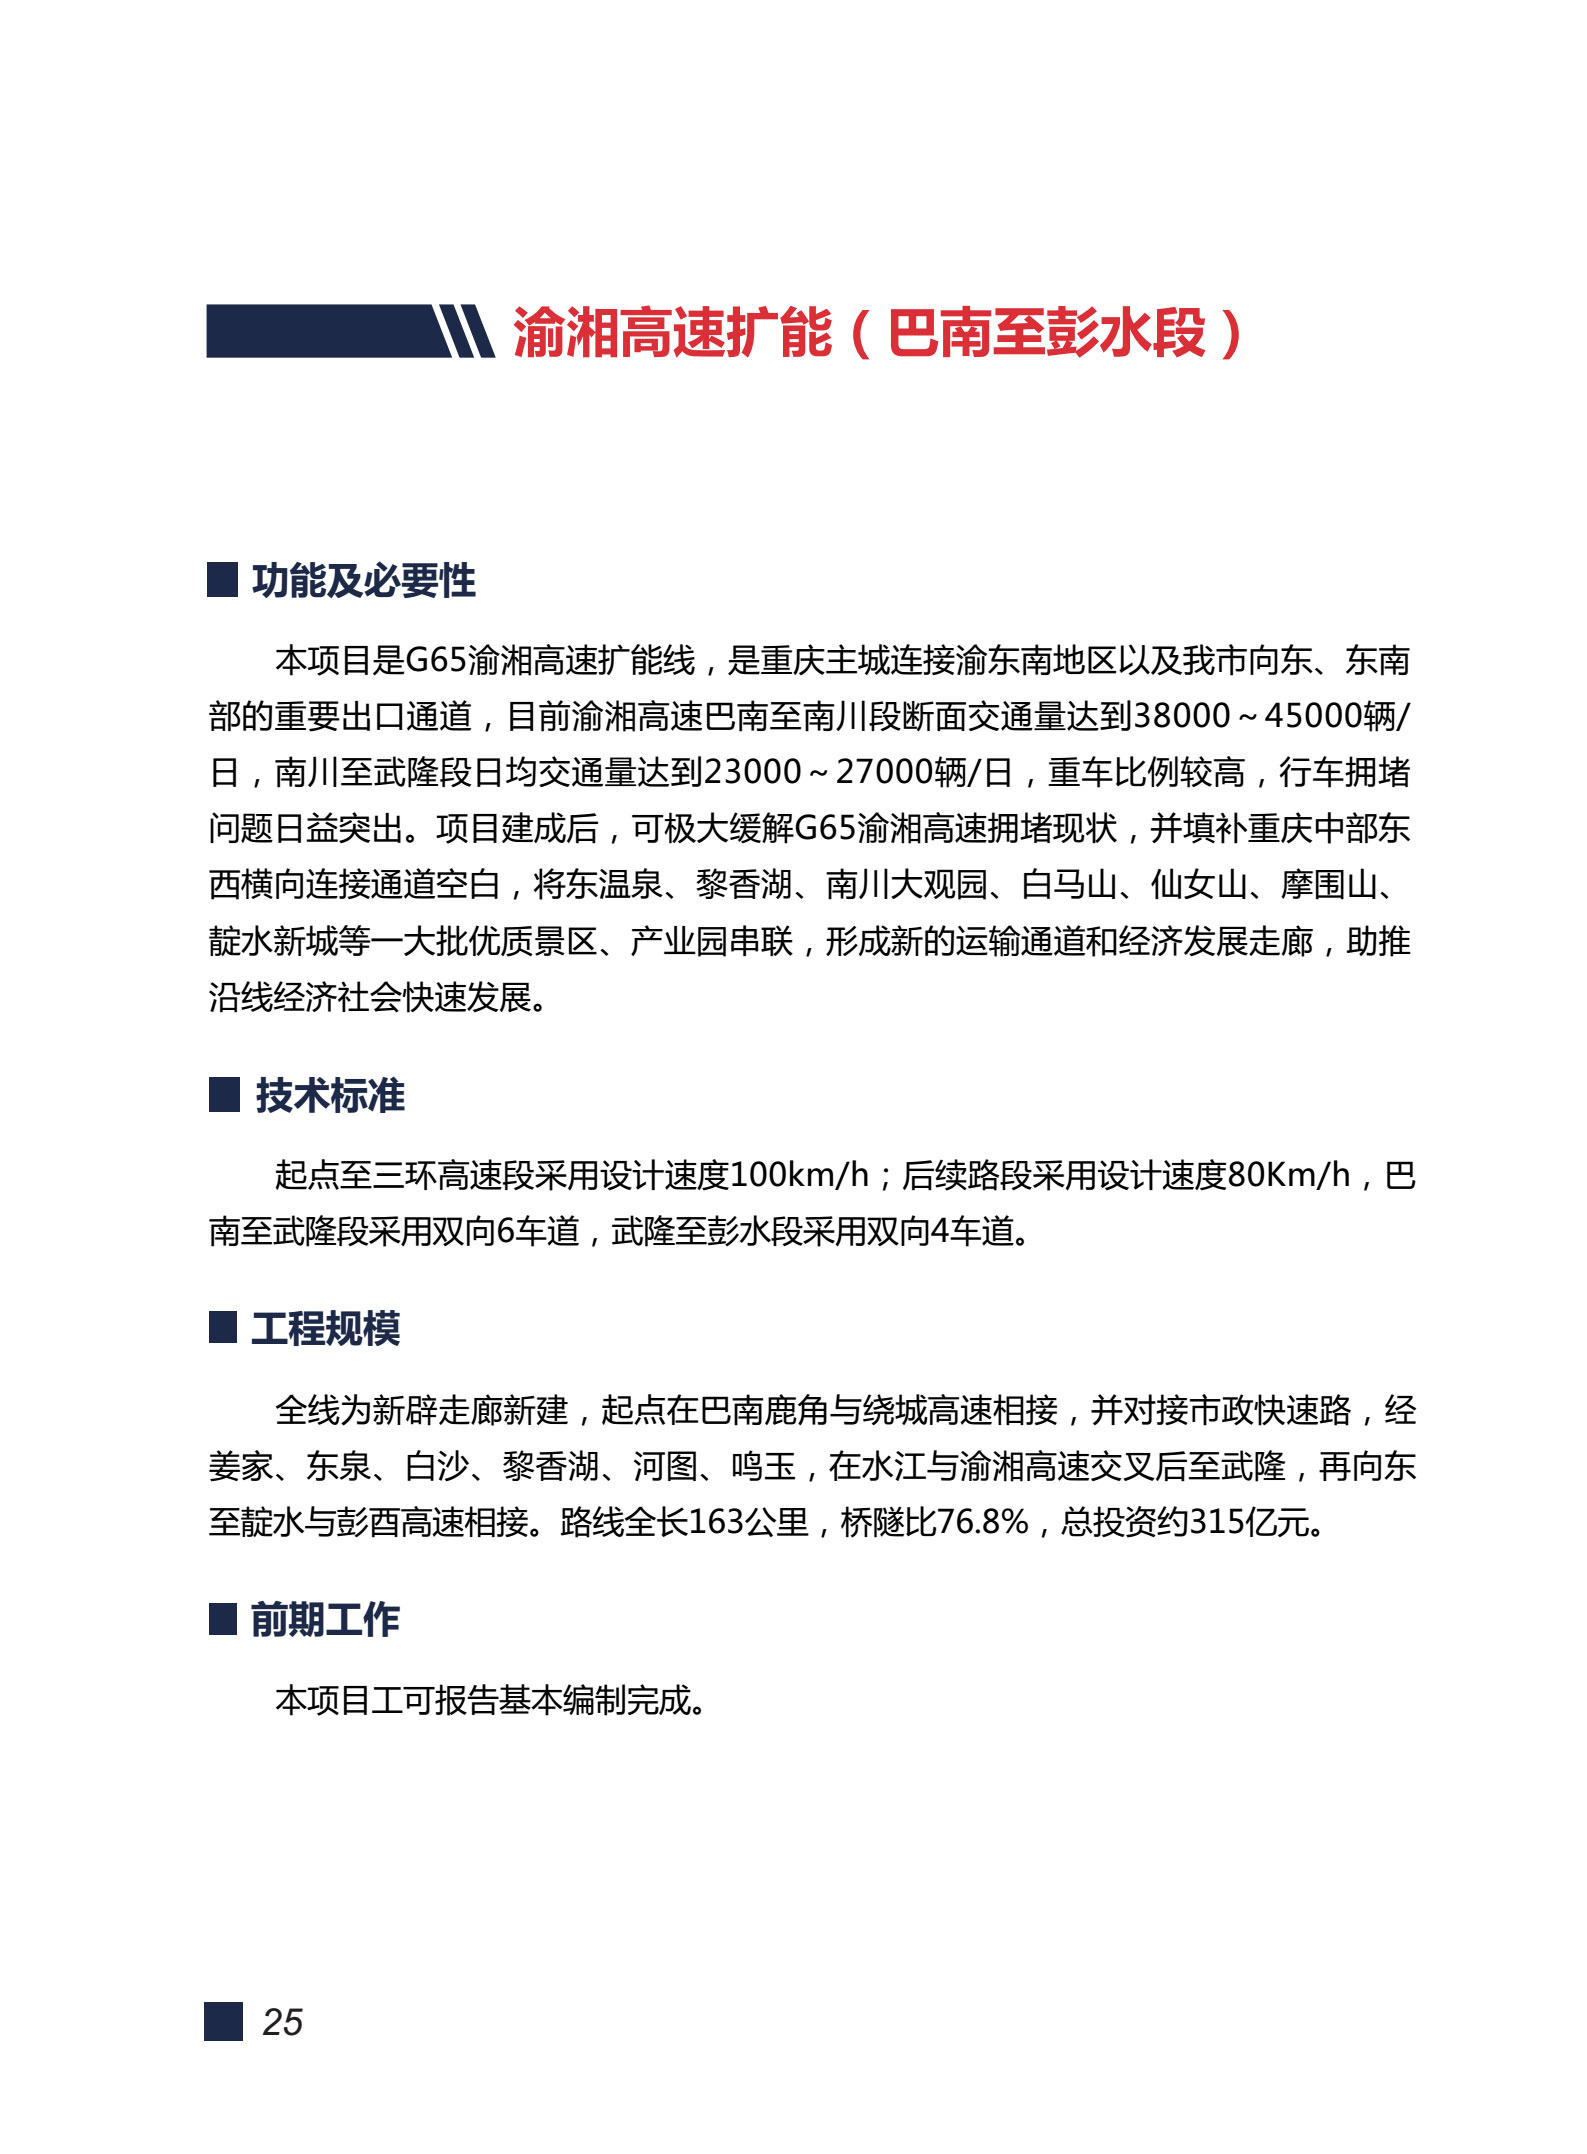 渝湘高速扩能（巴南至彭水段）
功能及必要性
本项目是G65渝湘高速扩能线，是重庆主城连接渝东南地区以及我市向东、东南
部的重要出口通道，目前渝湘高速巴南至南川段断面交通量达到38000～45000辆/
日，南川至武隆段日均交通量达到23000～27000辆/日，重车比例较高，行车拥堵
问题日益突出。项目建成后，可极大缓解G65渝湘高速拥堵现状，并填补重庆中部东
西横向连接通道空白，将东温泉、黎香湖、南川大观园、白马山、仙女山、摩围山、
靛水新城等一大批优质景区、产业园串联，形成新的运输通道和经济发展走廊，助推
沿线经济社会快速发展。
技术标准
起点至三环高速段采用设计速度100km/h；后续路段采用设计速度80Km/h，巴
南至武隆段采用双向6车道，武隆至彭水段采用双向4车道。
工程规模
全线为新辟走廊新建，起点在巴南鹿角与绕城高速相接，并对接市政快速路，经
姜家、东泉、白沙、黎香湖、河图、鸣玉，在水江与渝湘高速交叉后至武隆，再向东
至靛水与彭酉高速相接。路线全长163公里，桥隧比76.8%，总投资约315亿元。
前期工作
本项目工可报告基本编制完成。
25